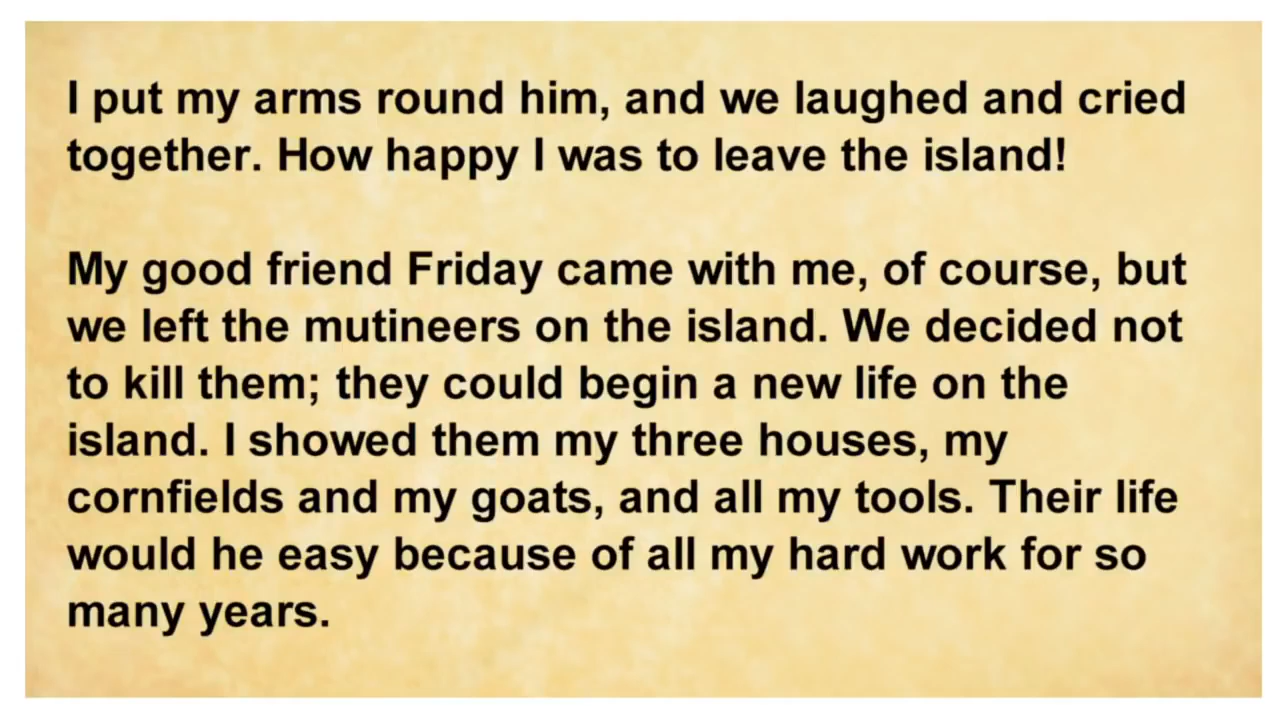 I put my arms round him, and we laughed and cried
together. How happy I was to leave the island!
My good friend Friday came with me, of course, but
we left the mutineers on the island. We decided not
to kill them; they could begin a new life on the
island. I showed them my three houses, my
cornfields and my goats, and all my tools. Their life
would he easy because of all my hard work for so
many years.